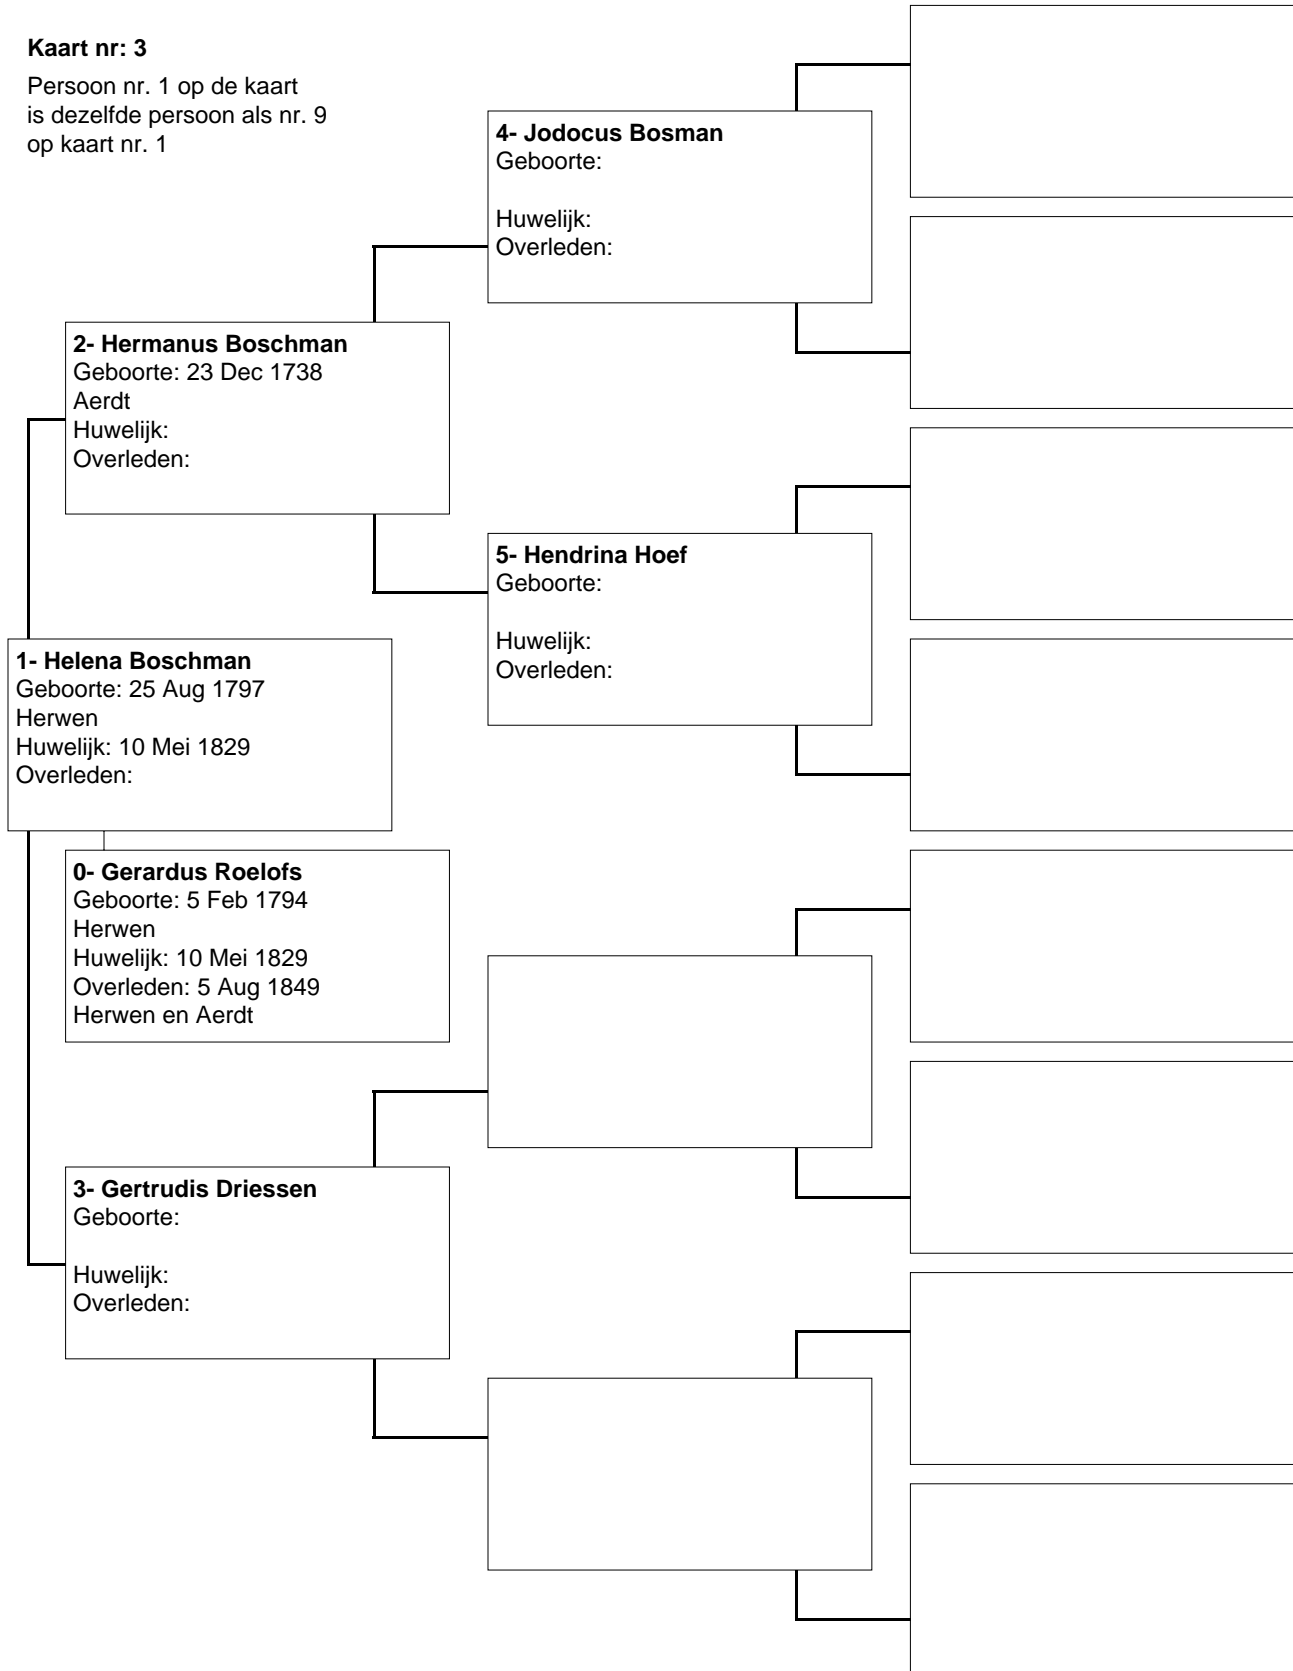 Kaart nr: 3
Persoon nr. 1 op de kaart
is dezelfde persoon als nr. 9
op kaart nr. 1
4- Jodocus Bosman
Geboorte:
Huwelijk:
Overleden:
2- Hermanus Boschman
Geboorte: 23 Dec 1738
Aerdt
Huwelijk:
Overleden:
5- Hendrina Hoef
Geboorte:
Huwelijk:
Overleden:
1- Helena Boschman
Geboorte: 25 Aug 1797
Herwen
Huwelijk: 10 Mei 1829
Overleden:
0- Gerardus Roelofs
Geboorte: 5 Feb 1794
Herwen
Huwelijk: 10 Mei 1829
Overleden: 5 Aug 1849
Herwen en Aerdt
3- Gertrudis Driessen
Geboorte:
Huwelijk:
Overleden: